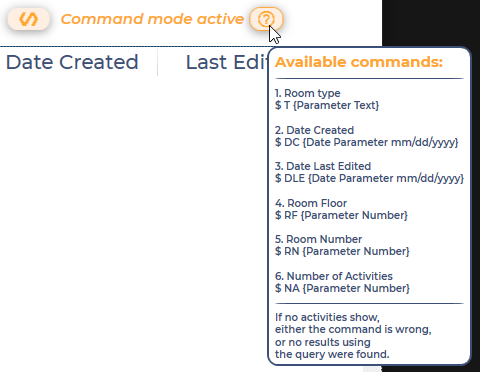 Command mode active ?
Date Created
Last Edi
Available commands:
1. Room type
$ T {Parameter Text}
2. Date Created
$ DC {Date Parameter mm/dd/yyyy}
3. Date Last Edited
$ DLE {Date Parameter mm/dd/yyyy}
4. Room Floor
$ RF {Parameter Number}
5. Room Number
$ RN {Parameter Number}
6. Number of Activities
$ NA {Parameter Number}
If no activities show,
either the command is wrong,
or no results using
the query were found.